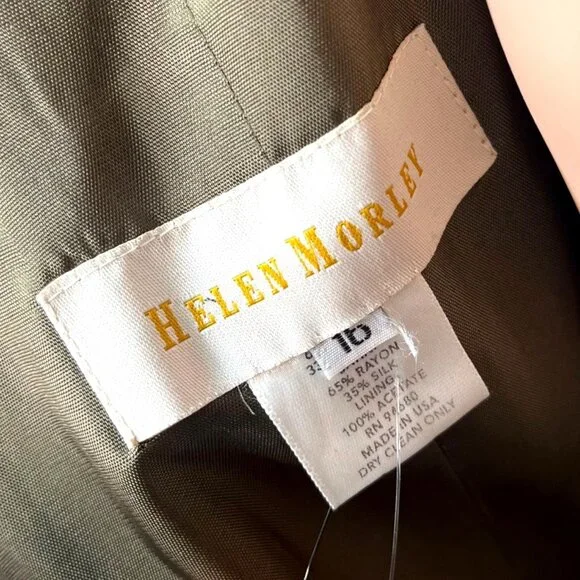 HELEN MORLEY
16
65% RAYON
35% SILK
LINING
100% ACETATE
RN 94680
MADE IN USA
DRY CLEAN ONLY